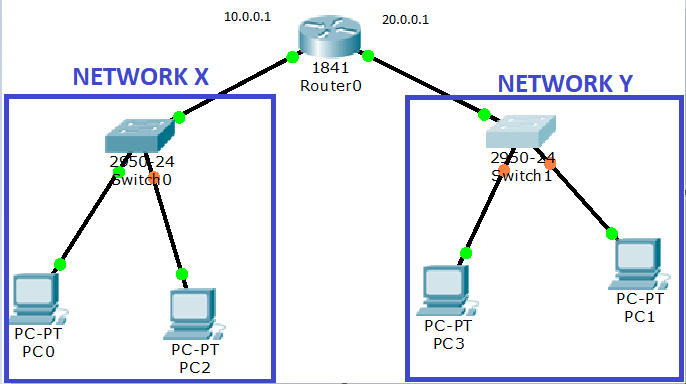 10.0.0.1
20.0.0.1
1841
Router0
NETWORK X
NETWORK Y
2950-24
Switch0
2950-24
Switch1
PC-PT
PC0
PC-PT
PC2
PC-PT
PC3
PC-PT
PC1